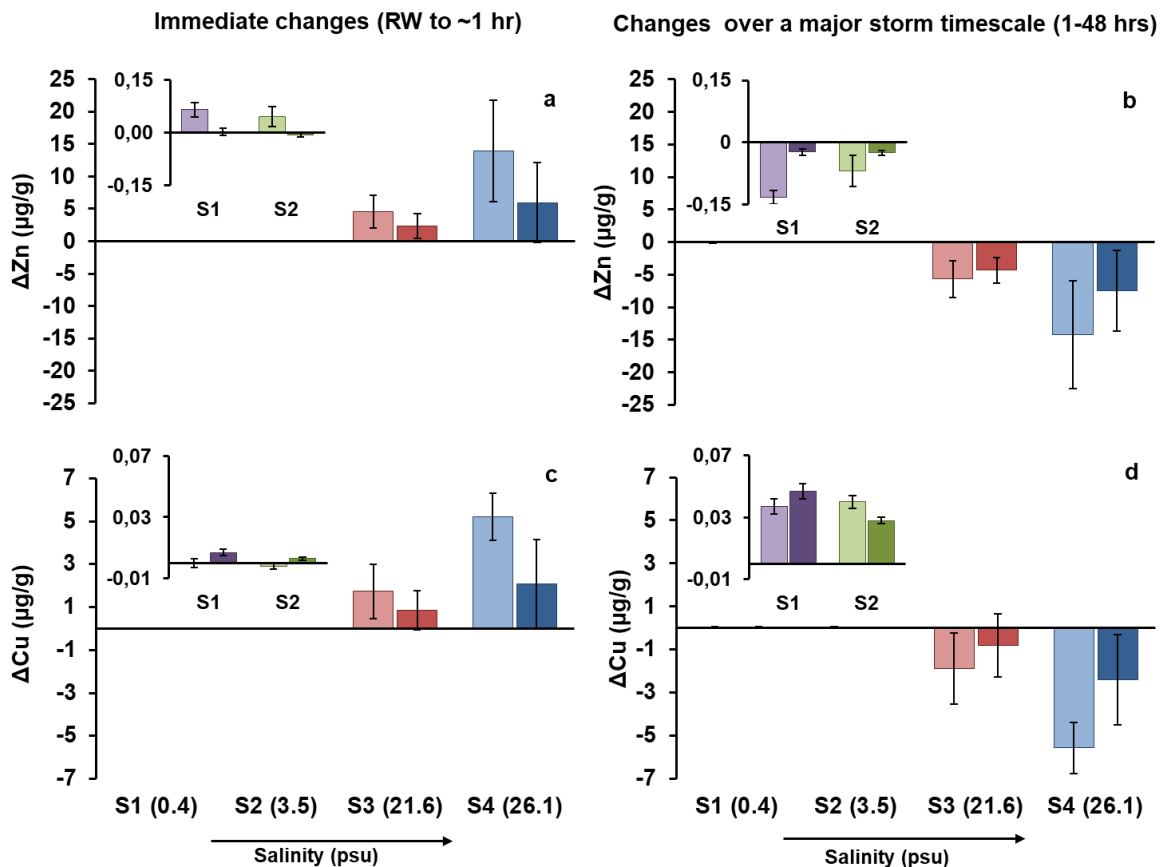 Immediate changes (RW to ~1 hr)
Changes over a major storm timescale (1-48 hrs)
a
ΔZn (µg/g)
25
20
15
10
5
0
-5
-10
-15
-20
-25
0,15
0,00
-0,15
S1 S2
b
ΔZn (µg/g)
25
20
15
10
5
0
-5
-10
-15
-20
-25
0,15
0
-0,15
S1 S2
c
ΔCu (µg/g)
7
5
3
1
-1
-3
-5
-7
0,07
0,03
-0,01
S1 S2
S1 (0.4) S2 (3.5) S3 (21.6) S4 (26.1)
Salinity (psu)
d
ΔCu (µg/g)
7
5
3
1
-1
-3
-5
-7
0,07
0,03
-0,01
S1 S2
S1 (0.4) S2 (3.5) S3 (21.6) S4 (26.1)
Salinity (psu)